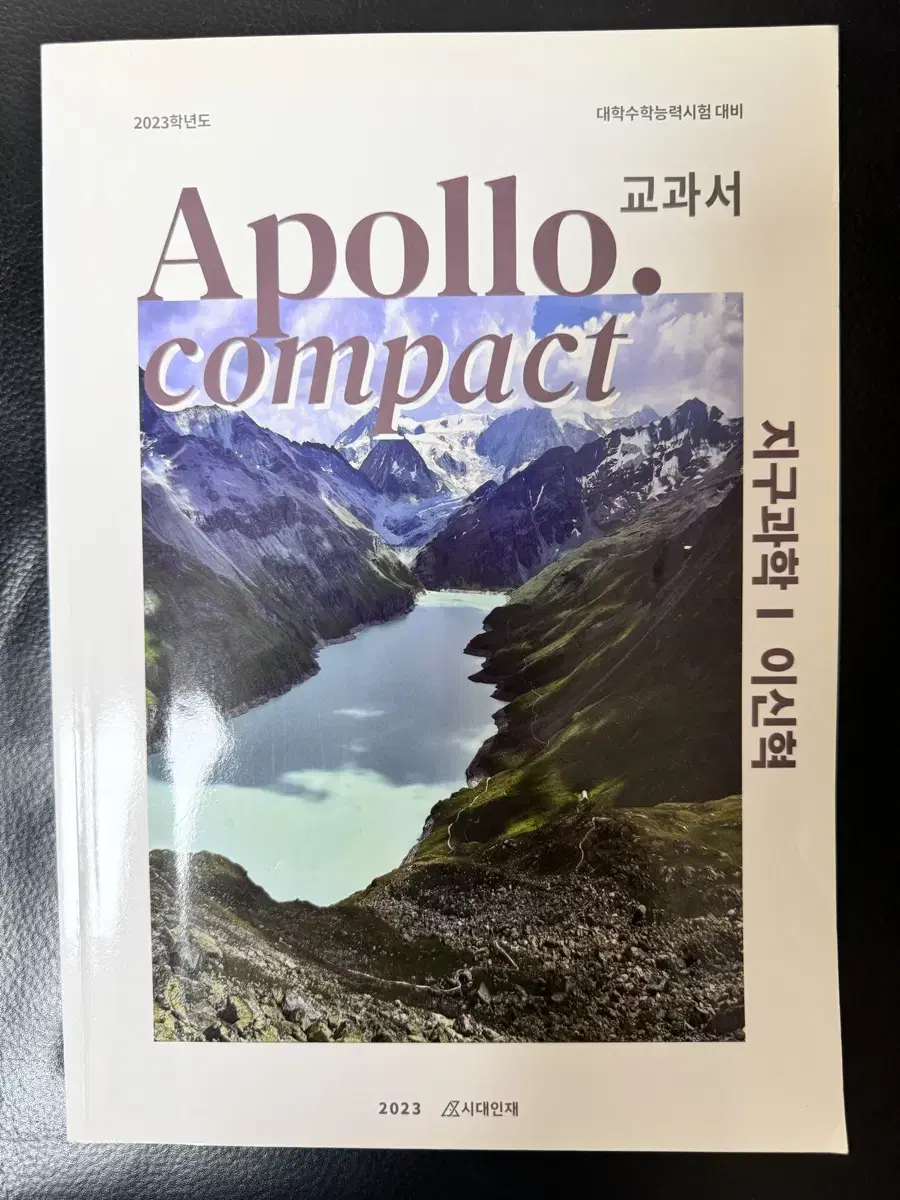 2023학년도
대학수학능력시험 대비
교과서
Apollo.
compact
지구과학 I 이신혁
2023 시대인재